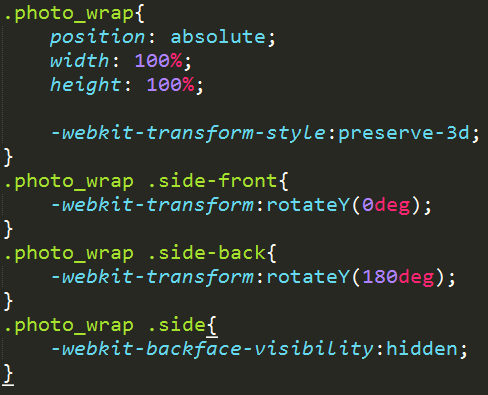 .photo_wrap{
    position: absolute;
    width: 100%;
    height: 100%;

    -webkit-transform-style:preserve-3d;
}
.photo_wrap .side-front{
    -webkit-transform:rotateY(0deg);
}
.photo_wrap .side-back{
    -webkit-transform:rotateY(180deg);
}
.photo_wrap .side{
    -webkit-backface-visibility:hidden;
}